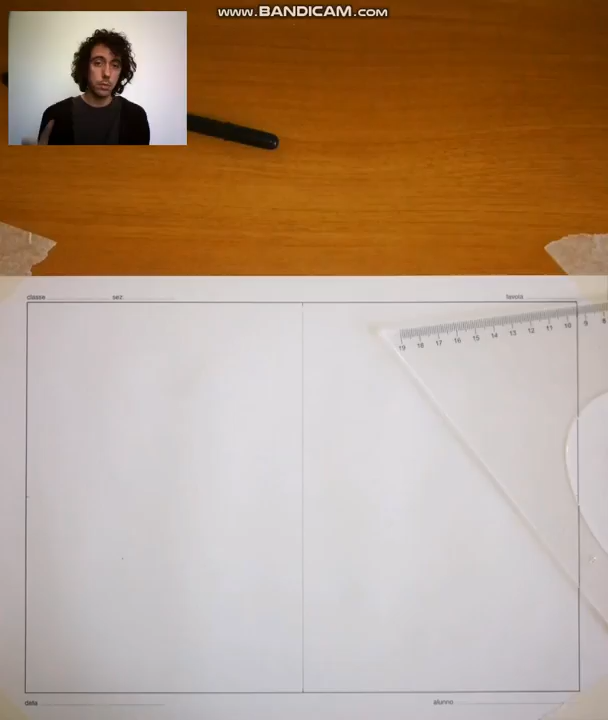 www.BANDICAM.com
classe sez.
tavola
19 18 17 16 15 14 13 12 11 10 9 8
data
alunno